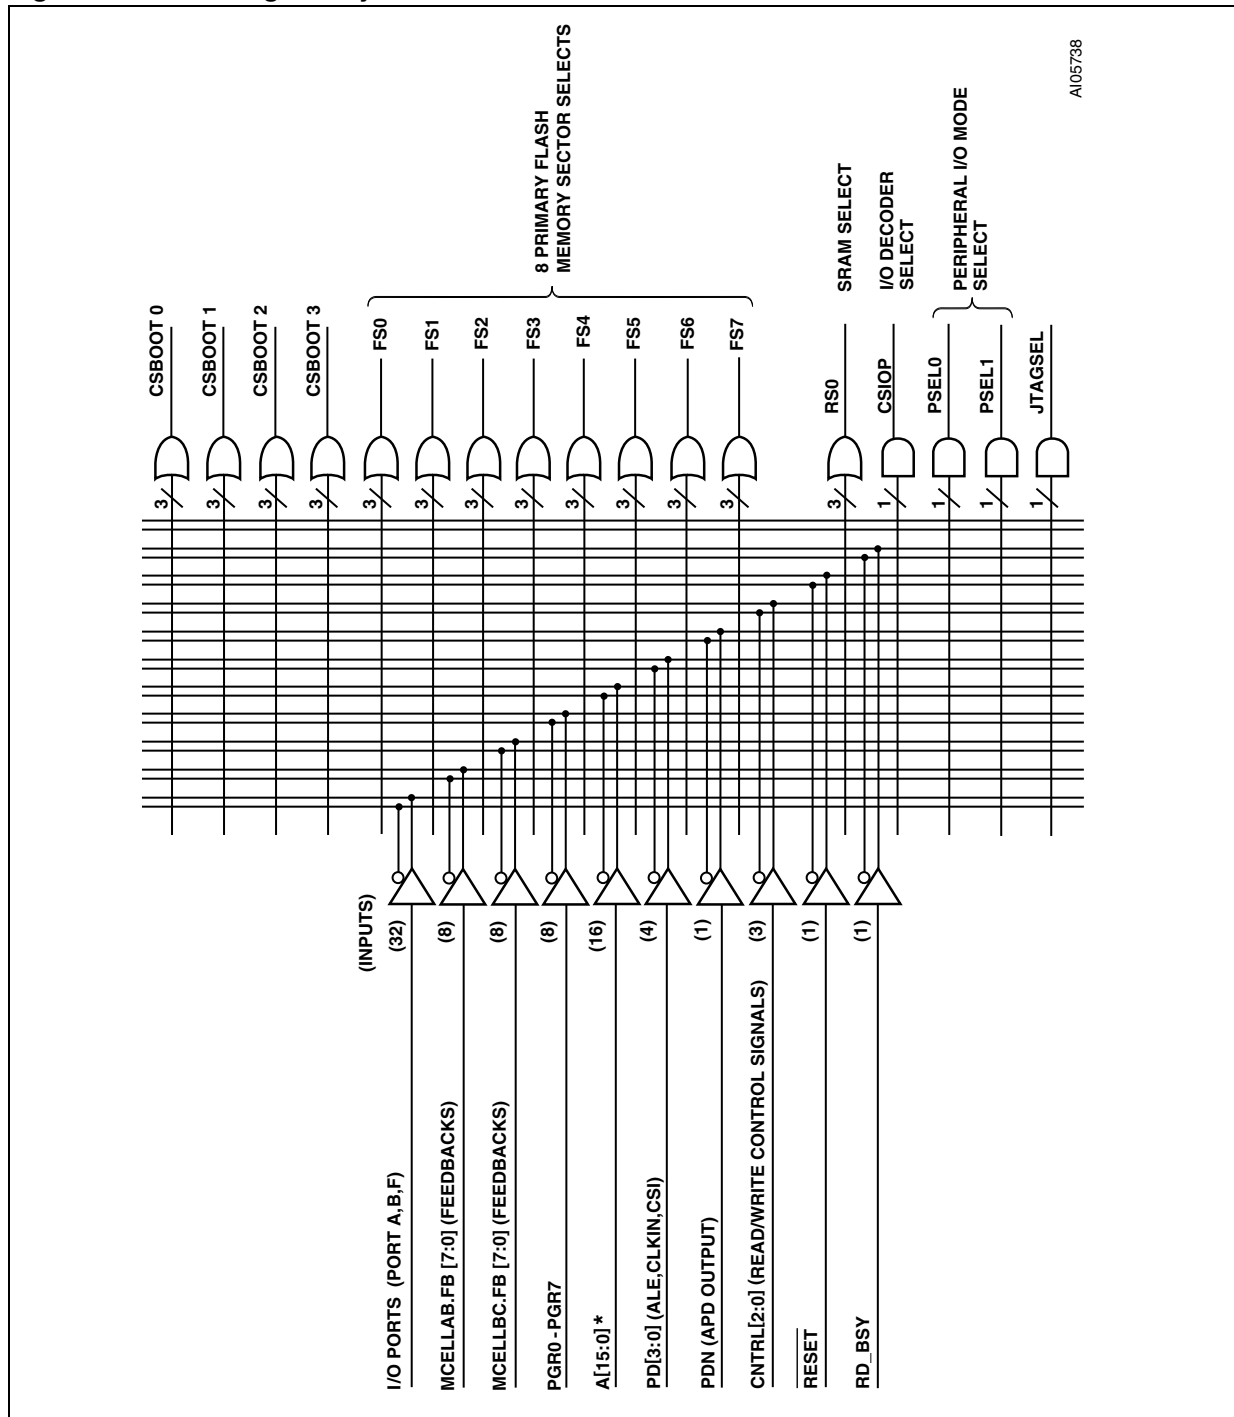 CSBOOT 0
CSBOOT 1
CSBOOT 2
CSBOOT 3
FS0
FS1
FS2
FS3
FS4
FS5
FS6
FS7
8 PRIMARY FLASH
MEMORY SECTOR SELECTS
RS0
SRAM SELECT
CSIOP
I/O DECODER
SELECT
PSEL0
PSEL1
PERIPHERAL I/O MODE
SELECT
JTAGSEL
AI05738
3
3
3
3
3
3
3
3
3
3
3
3
3
1
1
1
1
(INPUTS)
(32)
(8)
(8)
(8)
(16)
(4)
(1)
(3)
(1)
(1)
I/O PORTS (PORT A,B,F)
MCELLAB.FB [7:0] (FEEDBACKS)
MCELLBC.FB [7:0] (FEEDBACKS)
PGR0 -PGR7
A[15:0] *
PD[3:0] (ALE,CLKIN,CSI)
PDN (APD OUTPUT)
CNTRL[2:0] (READ/WRITE CONTROL SIGNALS)
RESET
RD_BSY